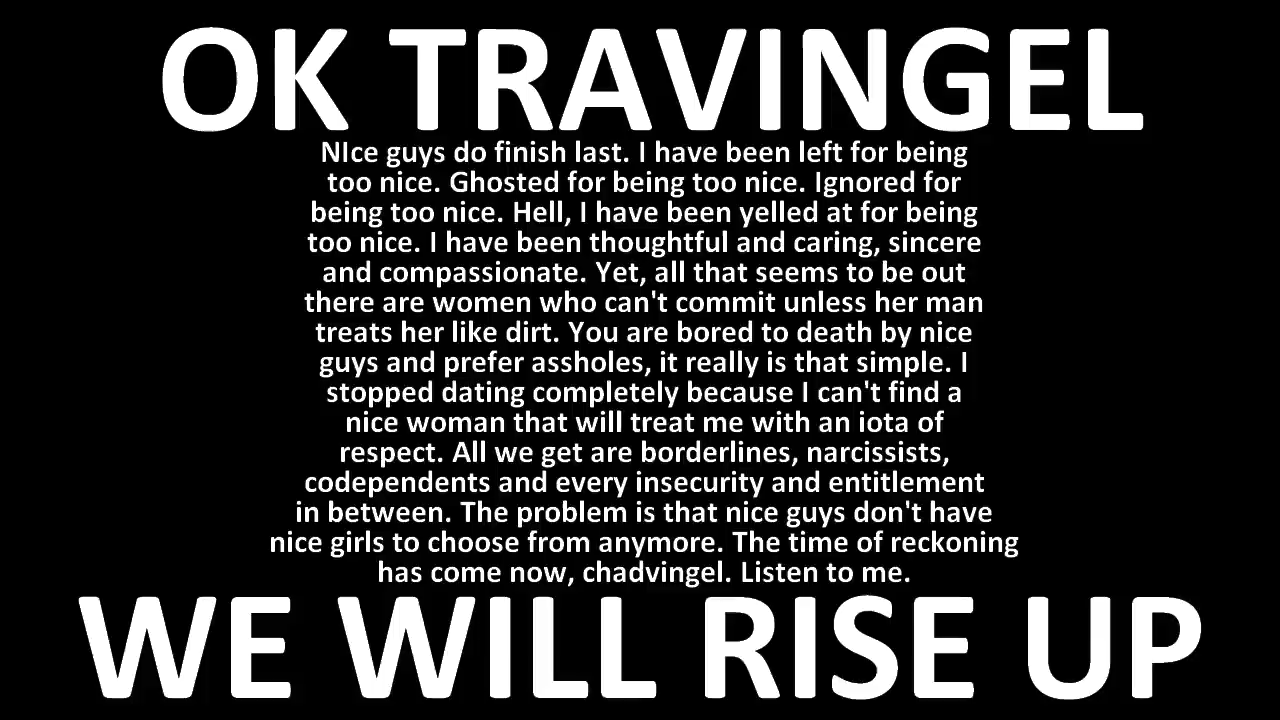 OK TRAVINGEL
NIce guys do finish last. I have been left for being
too nice. Ghosted for being too nice. Ignored for
being too nice. Hell, I have been yelled at for being
too nice. I have been thoughtful and caring, sincere
and compassionate. Yet, all that seems to be out
there are women who can't commit unless her man
treats her like dirt. You are bored to death by nice
guys and prefer assholes, it really is that simple. I
stopped dating completely because I can't find a
nice woman that will treat me with an iota of
respect. All we get are borderlines, narcissists,
codependents and every insecurity and entitlement
in between. The problem is that nice guys don't have
nice girls to choose from anymore. The time of reckoning
has come now, chadvingel. Listen to me.
WE WILL RISE UP